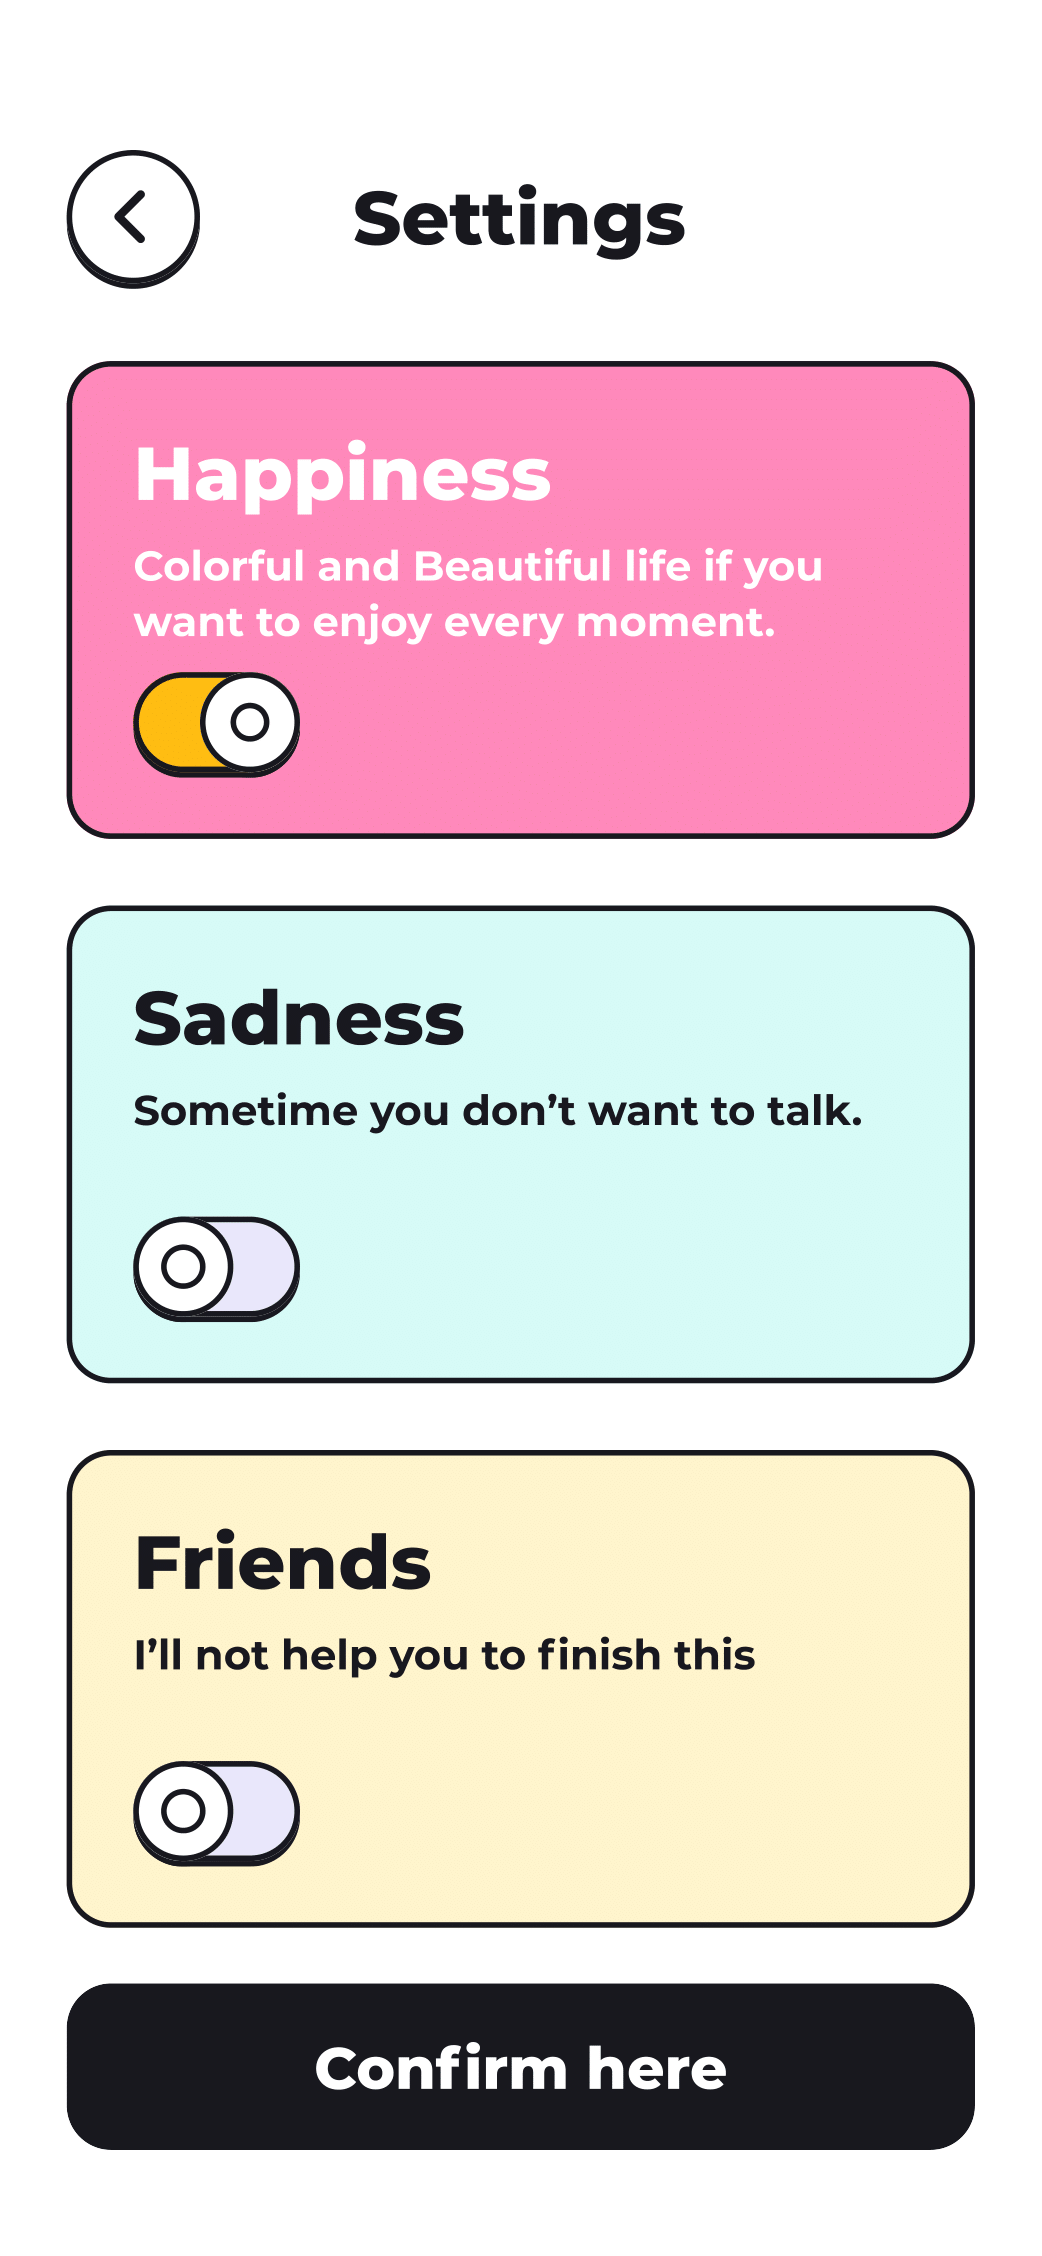 Settings
Happiness
Colorful and Beautiful life if you
want to enjoy every moment.
Sadness
Sometime you don’t want to talk.
Friends
I’ll not help you to finish this
Confirm here